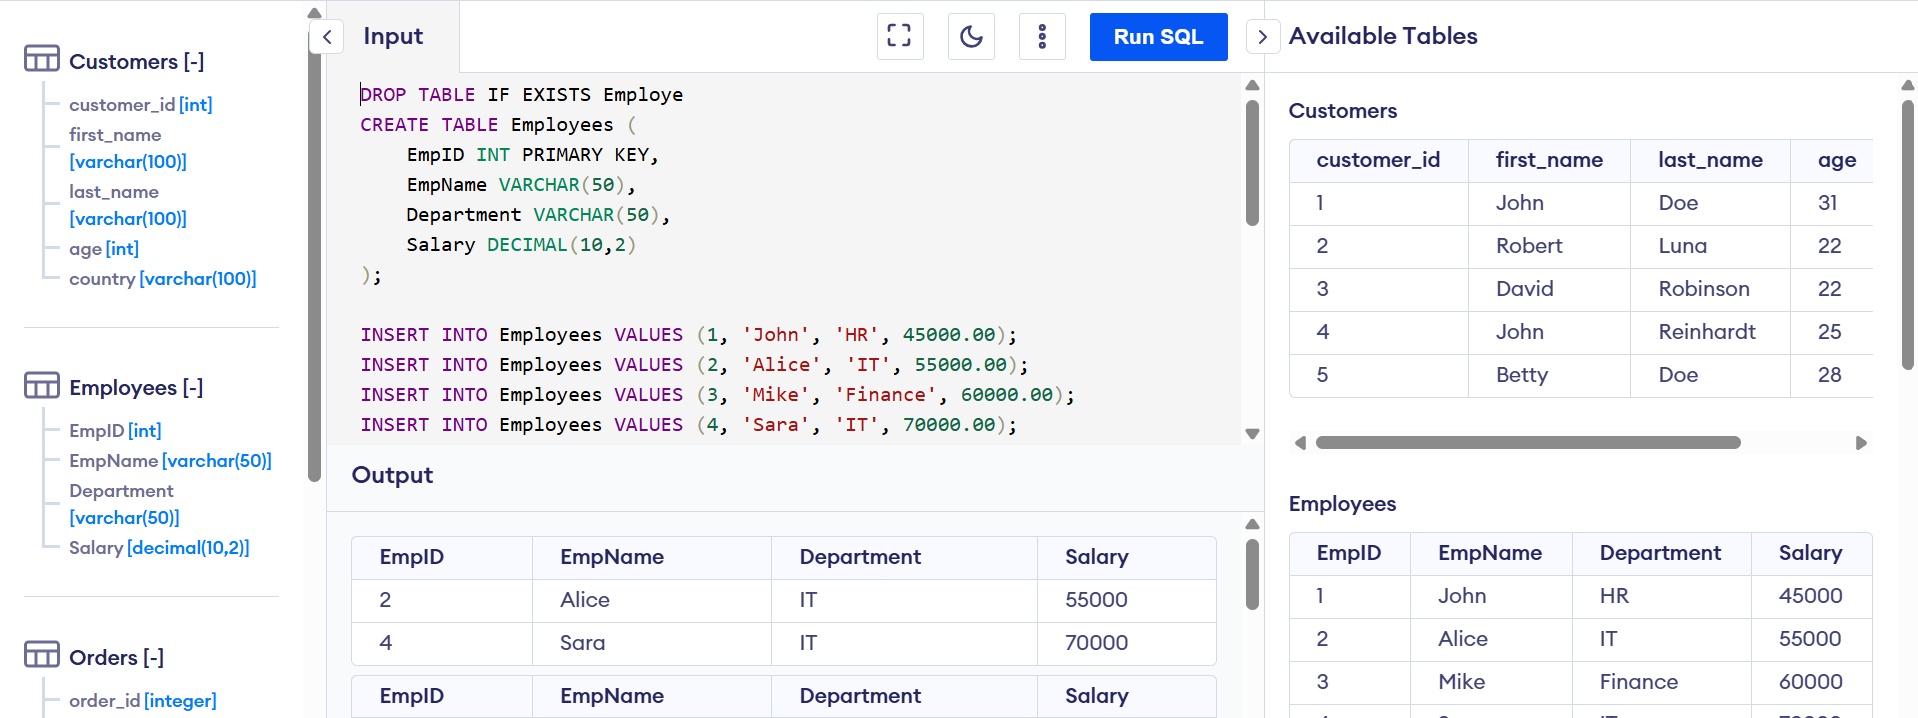 Customers [-]
customer_id [int]
first_name
[varchar(100)]
last_name
[varchar(100)]
age [int]
country [varchar(100)]
Employees [-]
EmpID [int]
EmpName [varchar(50)]
Department
[varchar(50)]
Salary [decimal(10,2)]
Orders [-]
order_id [integer]
Input
Run SQL
DROP TABLE IF EXISTS Employe
CREATE TABLE Employees (
    EmpID INT PRIMARY KEY,
    EmpName VARCHAR(50),
    Department VARCHAR(50),
    Salary DECIMAL(10,2)
);
INSERT INTO Employees VALUES (1, 'John', 'HR', 45000.00);
INSERT INTO Employees VALUES (2, 'Alice', 'IT', 55000.00);
INSERT INTO Employees VALUES (3, 'Mike', 'Finance', 60000.00);
INSERT INTO Employees VALUES (4, 'Sara', 'IT', 70000.00);
Output
EmpID EmpName Department Salary
2 Alice IT 55000
4 Sara IT 70000
EmpID EmpName Department Salary
Available Tables
Customers
customer_id first_name last_name age
1 John Doe 31
2 Robert Luna 22
3 David Robinson 22
4 John Reinhardt 25
5 Betty Doe 28
Employees
EmpID EmpName Department Salary
1 John HR 45000
2 Alice IT 55000
3 Mike Finance 60000